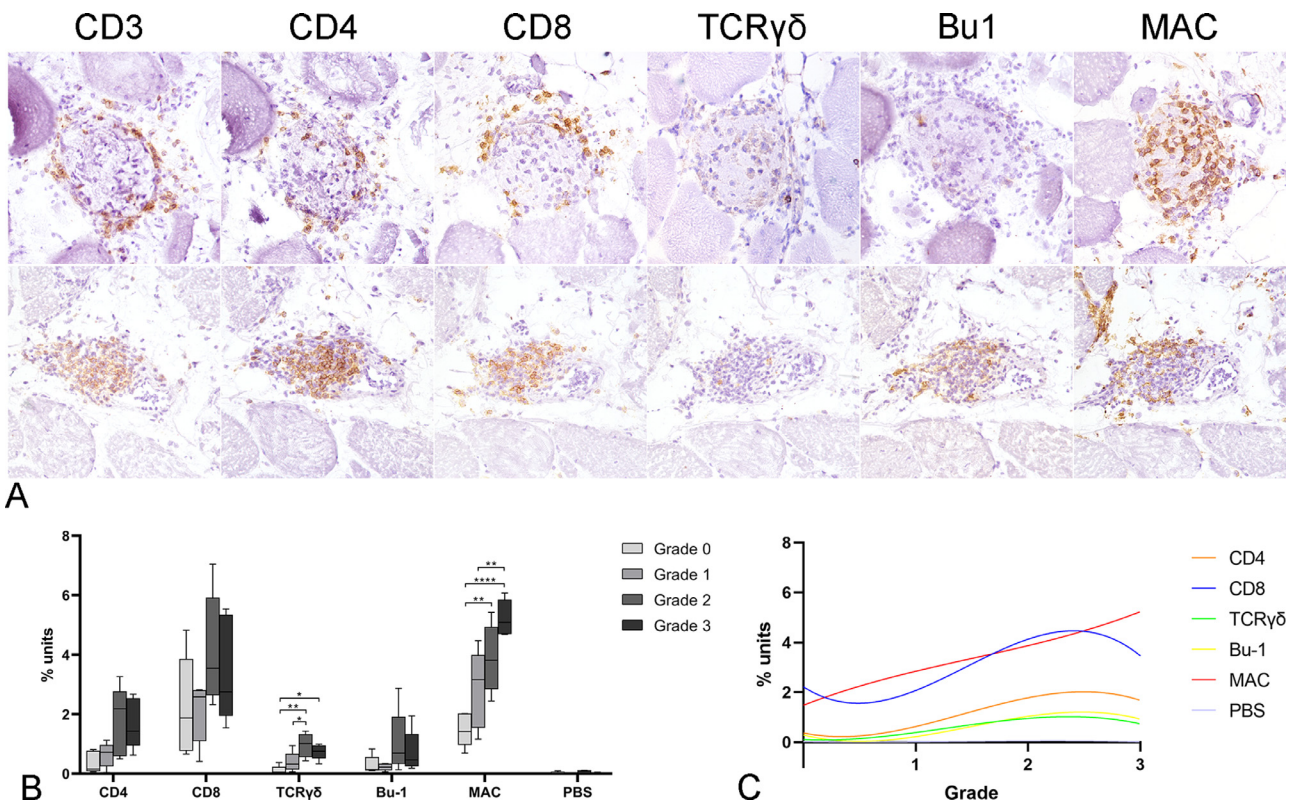 CD3 CD4 CD8 TCRγδ Bu1 MAC
A
8
6
4
2
0
% units
** 
**** 
** 
* 
** 
* 
CD4 CD8 TCRγδ Bu-1 MAC PBS
Grade 0
Grade 1
Grade 2
Grade 3
B
8
6
4
2
0
% units
1 2 3
Grade
CD4
CD8
TCRγδ
Bu-1
MAC
PBS
C